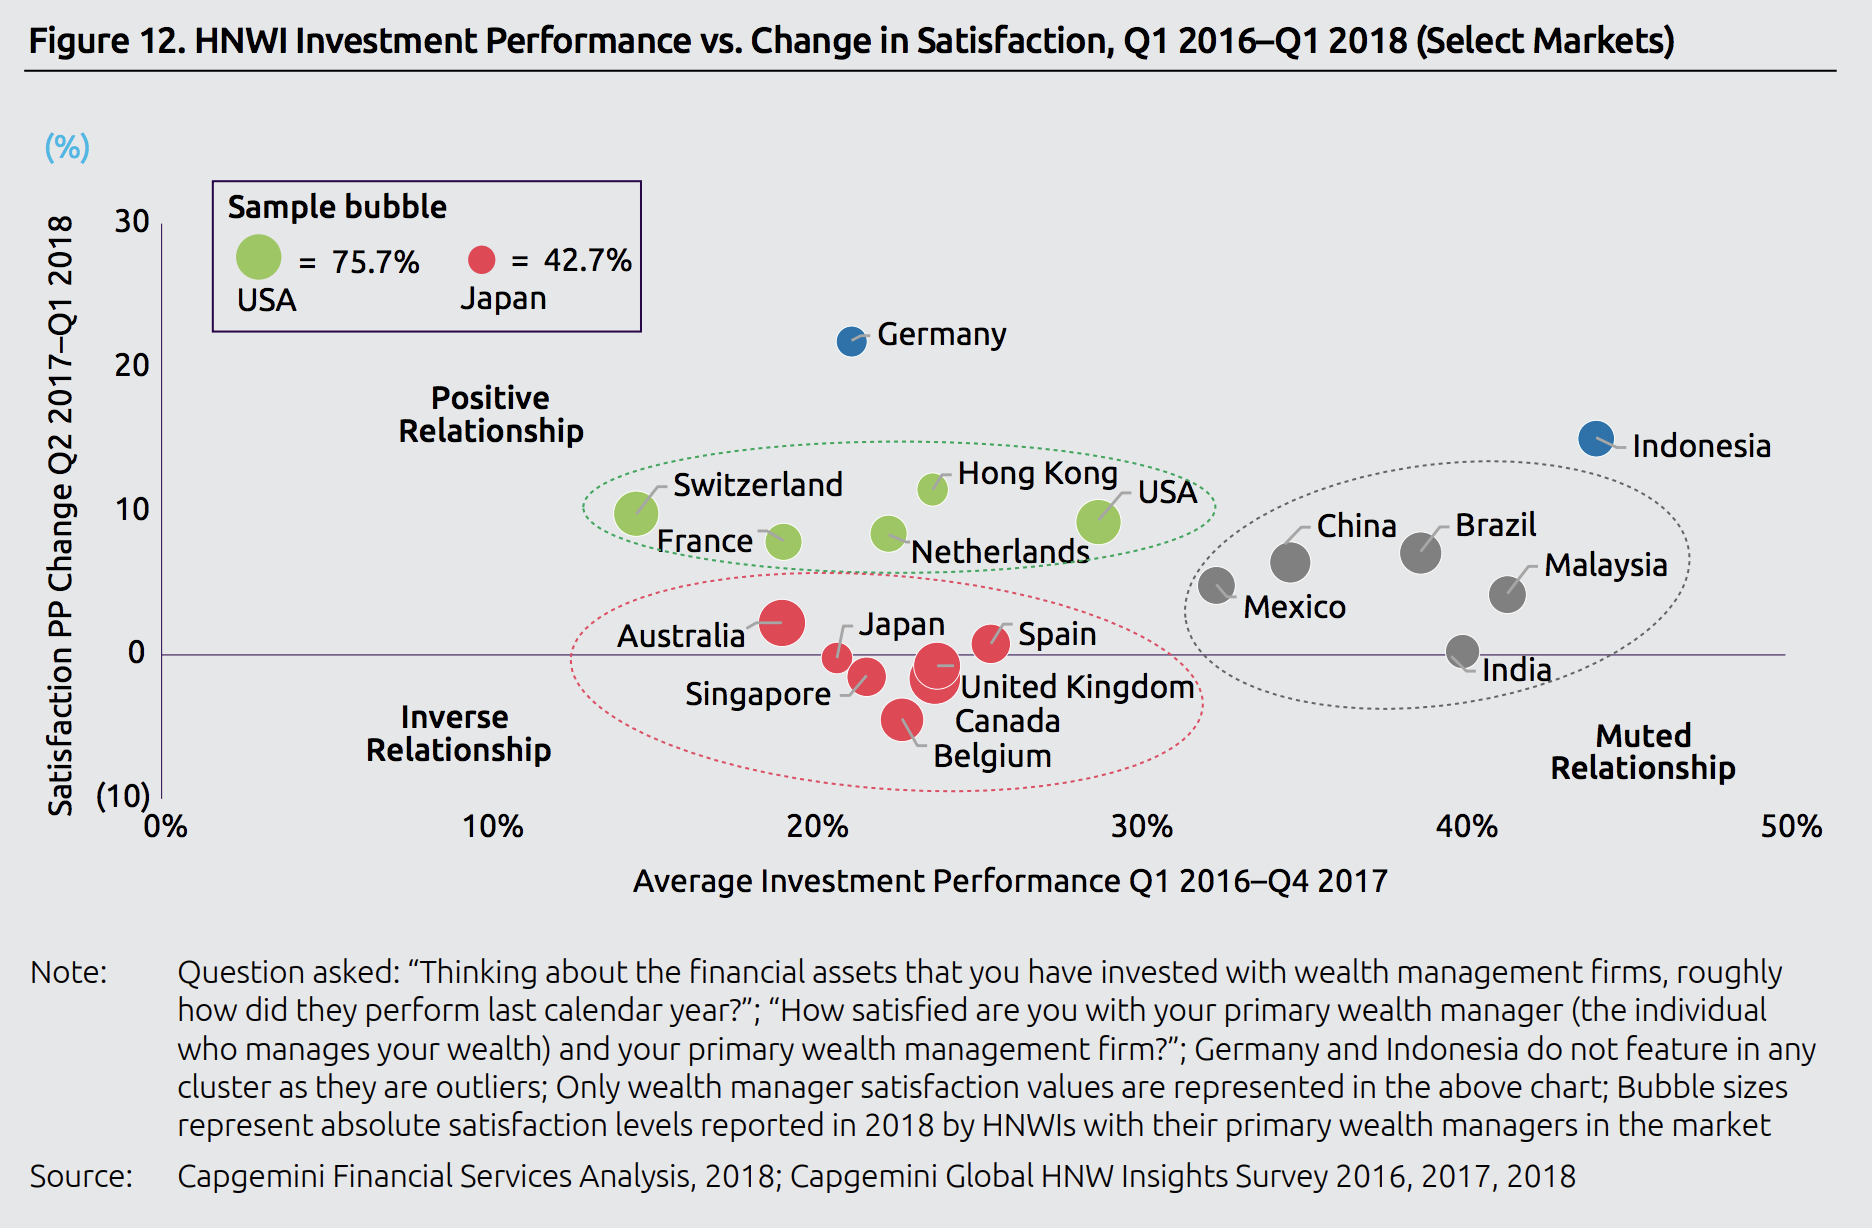 Figure 12. HNWI Investment Performance vs. Change in Satisfaction, Q1 2016–Q1 2018 (Select Markets)
(%)
Satisfaction PP Change Q2 2017–Q1 2018
30
20
10
0
(10)
Sample bubble
= 75.7%
= 42.7%
USA
Japan
Germany
Positive
Relationship
Indonesia
Switzerland
Hong Kong
USA
France
Netherlands
China
Brazil
Malaysia
Mexico
India
Australia
Japan
Spain
Singapore
United Kingdom
Canada
Belgium
Inverse
Relationship
Muted
Relationship
0%
10%
20%
30%
40%
50%
Average Investment Performance Q1 2016–Q4 2017
Note:
Question asked: “Thinking about the financial assets that you have invested with wealth management firms, roughly
how did they perform last calendar year?”; “How satisfied are you with your primary wealth manager (the individual
who manages your wealth) and your primary wealth management firm?”; Germany and Indonesia do not feature in any
cluster as they are outliers; Only wealth manager satisfaction values are represented in the above chart; Bubble sizes
represent absolute satisfaction levels reported in 2018 by HNWIs with their primary wealth managers in the market
Source:
Capgemini Financial Services Analysis, 2018; Capgemini Global HNW Insights Survey 2016, 2017, 2018